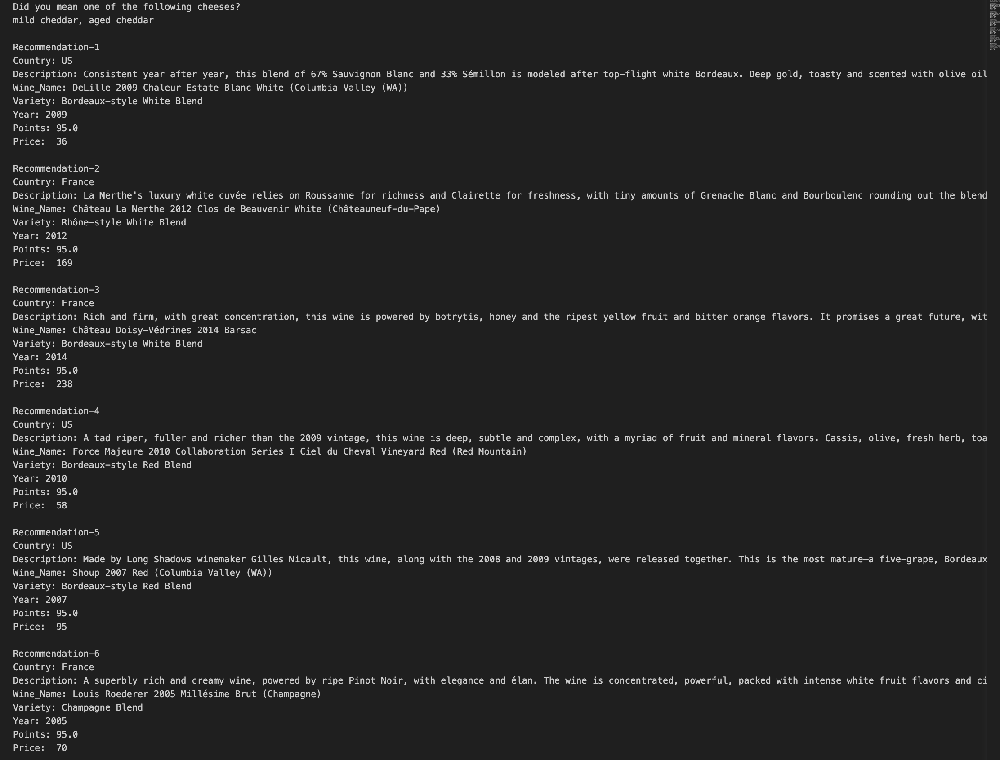 Did you mean one of the following cheeses?
mild cheddar, aged cheddar
Recommendation-1
Country: US
Description: Consistent year after year, this blend of 67% Sauvignon Blanc and 33% Sémillon is modeled after top-flight white Bordeaux. Deep gold, toasty and scented with olive oil
Wine_Name: DeLille 2009 Chaleur Estate Blanc White (Columbia Valley (WA))
Variety: Bordeaux-style White Blend
Year: 2009
Points: 95.0
Price:  36
Recommendation-2
Country: France
Description: La Nerthe's luxury white cuvée relies on Roussanne for richness and Clairette for freshness, with tiny amounts of Grenache Blanc and Bourboulenc rounding out the blend
Wine_Name: Château La Nerthe 2012 Clos de Beauvenir White (Châteauneuf-du-Pape)
Variety: Rhône-style White Blend
Year: 2012
Points: 95.0
Price:  169
Recommendation-3
Country: France
Description: Rich and firm, with great concentration, this wine is powered by botrytis, honey and the ripest yellow fruit and bitter orange flavors. It promises a great future, wit
Wine_Name: Château Doisy-Védrines 2014 Barsac
Variety: Bordeaux-style White Blend
Year: 2014
Points: 95.0
Price:  238
Recommendation-4
Country: US
Description: A tad riper, fuller and richer than the 2009 vintage, this wine is deep, subtle and complex, with a myriad of fruit and mineral flavors. Cassis, olive, fresh herb, toa
Wine_Name: Force Majeure 2010 Collaboration Series I Ciel du Cheval Vineyard Red (Red Mountain)
Variety: Bordeaux-style Red Blend
Year: 2010
Points: 95.0
Price:  58
Recommendation-5
Country: US
Description: Made by Long Shadows winemaker Gilles Nicault, this wine, along with the 2008 and 2009 vintages, were released together. This is the most mature—a five-grape, Bordeaux
Wine_Name: Shoup 2007 Red (Columbia Valley (WA))
Variety: Bordeaux-style Red Blend
Year: 2007
Points: 95.0
Price:  95
Recommendation-6
Country: France
Description: A superbly rich and creamy wine, powered by ripe Pinot Noir, with elegance and élan. The wine is concentrated, powerful, packed with intense white fruit flavors and ci
Wine_Name: Louis Roederer 2005 Millésime Brut (Champagne)
Variety: Champagne Blend
Year: 2005
Points: 95.0
Price:  70